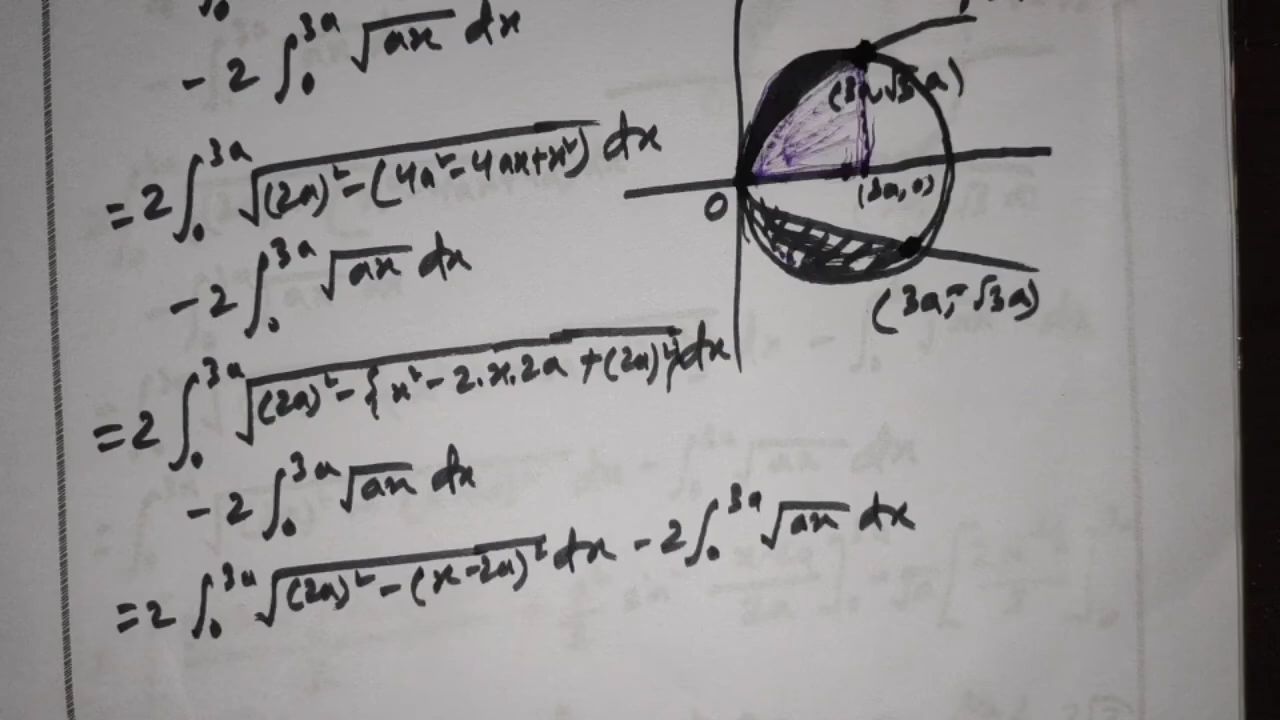 - 2 ∫₀^{3a} √ax dx
= 2 ∫₀^{3a} √(2a)² - (4a² - 4ax + x²) dx
- 2 ∫₀^{3a} √ax dx
= 2 ∫₀^{3a} √(2a)² - {x² - 2.x.2a + (2a)²} dx
- 2 ∫₀^{3a} √ax dx
= 2 ∫₀^{3a} √(2a)² - (x - 2a)² dx - 2 ∫₀^{3a} √ax dx
(3a, √3 a)
O
(3a, 0)
(3a, -√3a)